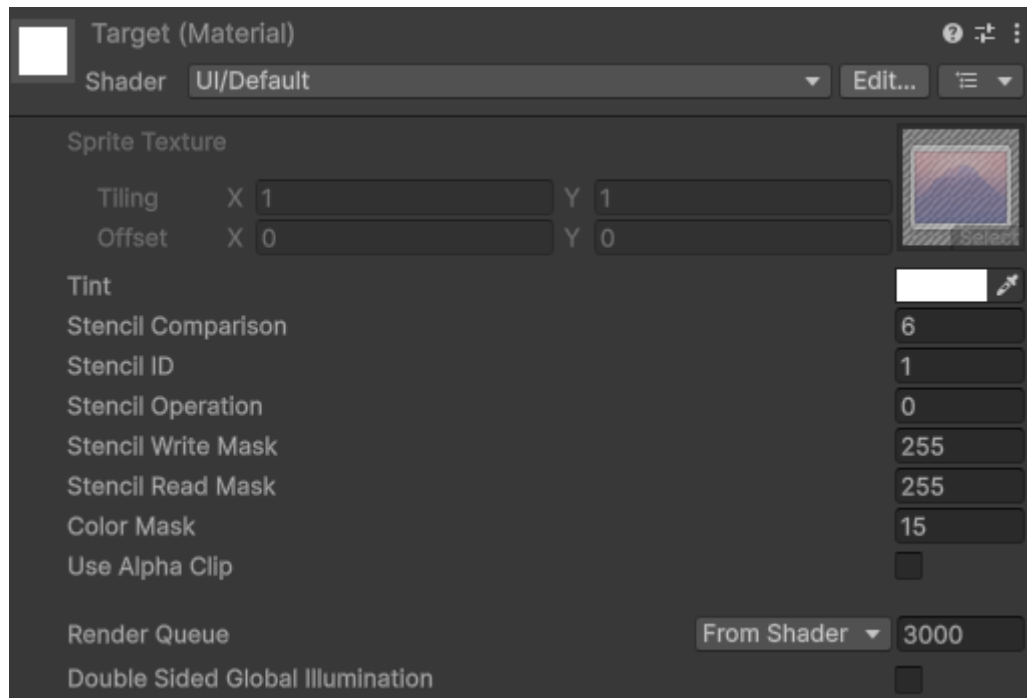 Target (Material)
Shader UI/Default Edit...
Sprite Texture
Tiling X 1 Y 1
Offset X 0 Y 0
Select
Tint
Stencil Comparison 6
Stencil ID 1
Stencil Operation 0
Stencil Write Mask 255
Stencil Read Mask 255
Color Mask 15
Use Alpha Clip
Render Queue From Shader 3000
Double Sided Global Illumination